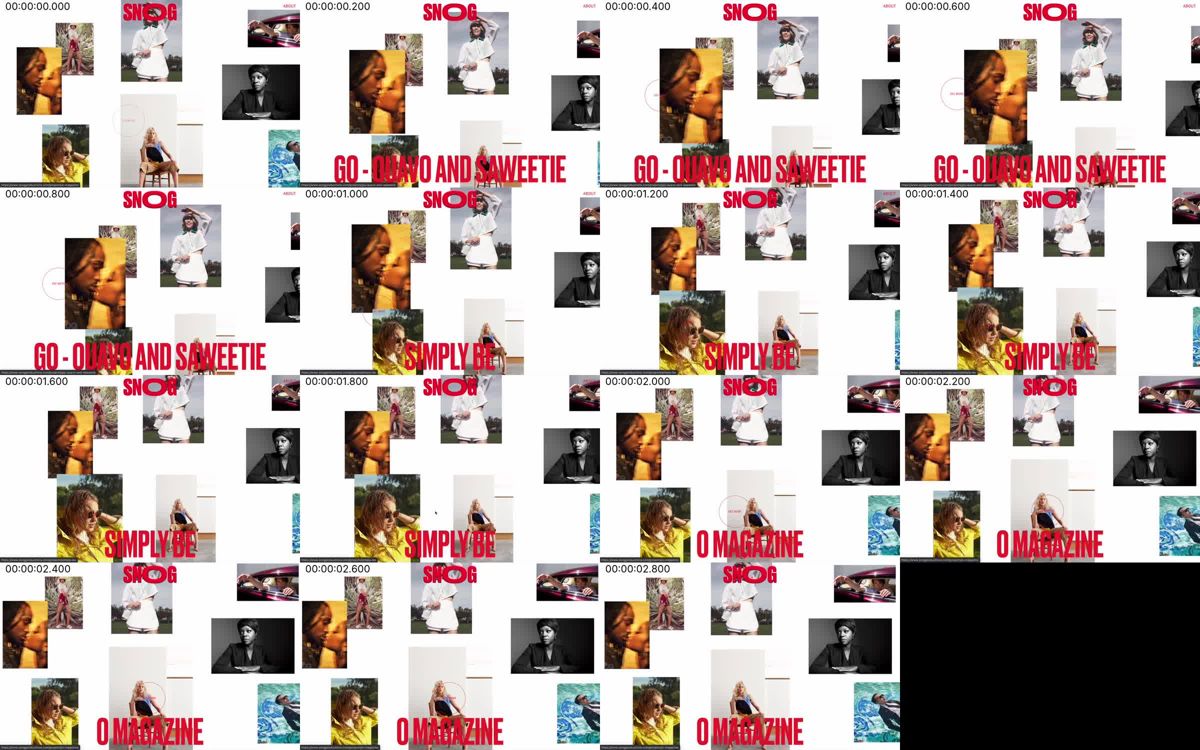 00:00:00.000
SNOG
ABOUT
00:00:00.200
SNOG
ABOUT
GO - QUAVO AND SAWEETIE
00:00:00.400
SNOG
ABOUT
GO - QUAVO AND SAWEETIE
00:00:00.600
SNOG
ABOUT
GO - QUAVO AND SAWEETIE
00:00:00.800
SNOG
ABOUT
GO - QUAVO AND SAWEETIE
00:00:01.000
SNOG
ABOUT
SIMPLY BE
00:00:01.200
SNOG
SIMPLY BE
00:00:01.400
SNOG
SIMPLY BE
00:00:01.600
SNOG
SIMPLY BE
00:00:01.800
SNOG
SIMPLY BE
00:00:02.000
SNOG
O MAGAZINE
00:00:02.200
SNOG
O MAGAZINE
00:00:02.400
SNOG
O MAGAZINE
00:00:02.600
SNOG
O MAGAZINE
00:00:02.800
SNOG
O MAGAZINE